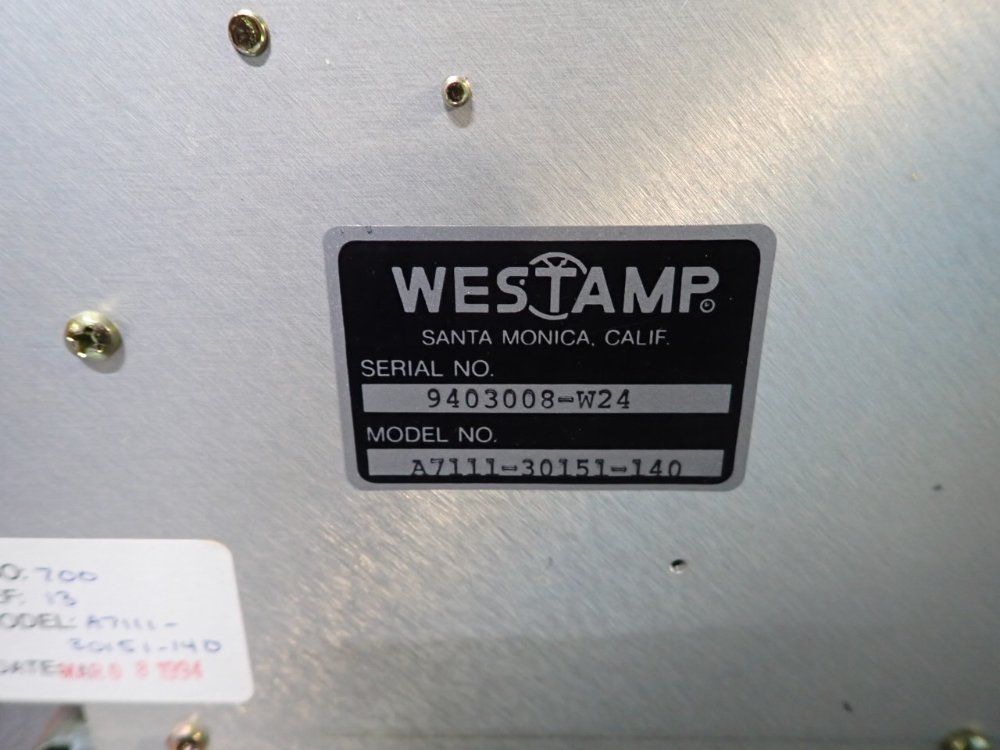 WESTAMP
SANTA MONICA, CALIF.
SERIAL NO.
9403008-W24
MODEL NO.
A7111-30151-140
O: 700
F: 13
ODEL: A7111-
30151-140
DATE MAR 0 8 1994